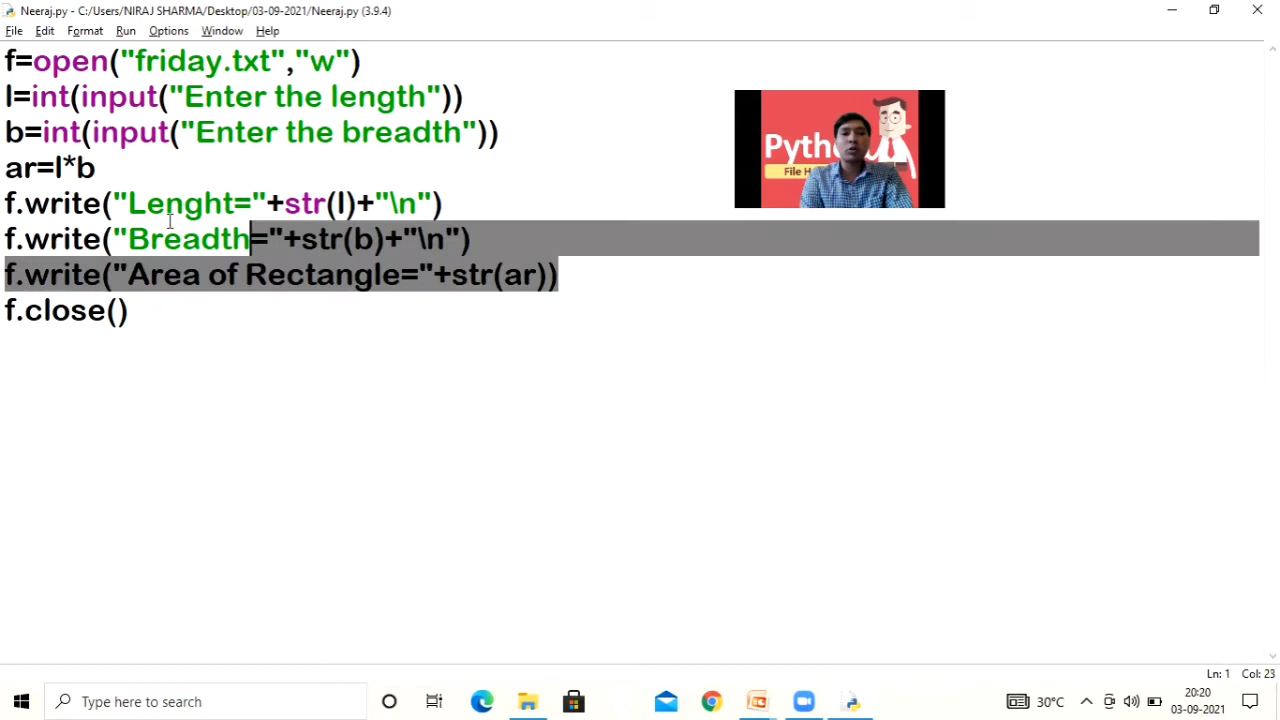 Neeraj.py - C:/Users/NIRAJ SHARMA/Desktop/03-09-2021/Neeraj.py (3.9.4)
File Edit Format Run Options Window Help
f=open("friday.txt","w")
l=int(input("Enter the length"))
b=int(input("Enter the breadth"))
ar=l*b
f.write("Lenght="+str(l)+"\n")
f.write("Breadth="+str(b)+"\n")
f.write("Area of Rectangle="+str(ar))
f.close()
Ln: 1 Col: 23
Type here to search
30°C
20:20
03-09-2021